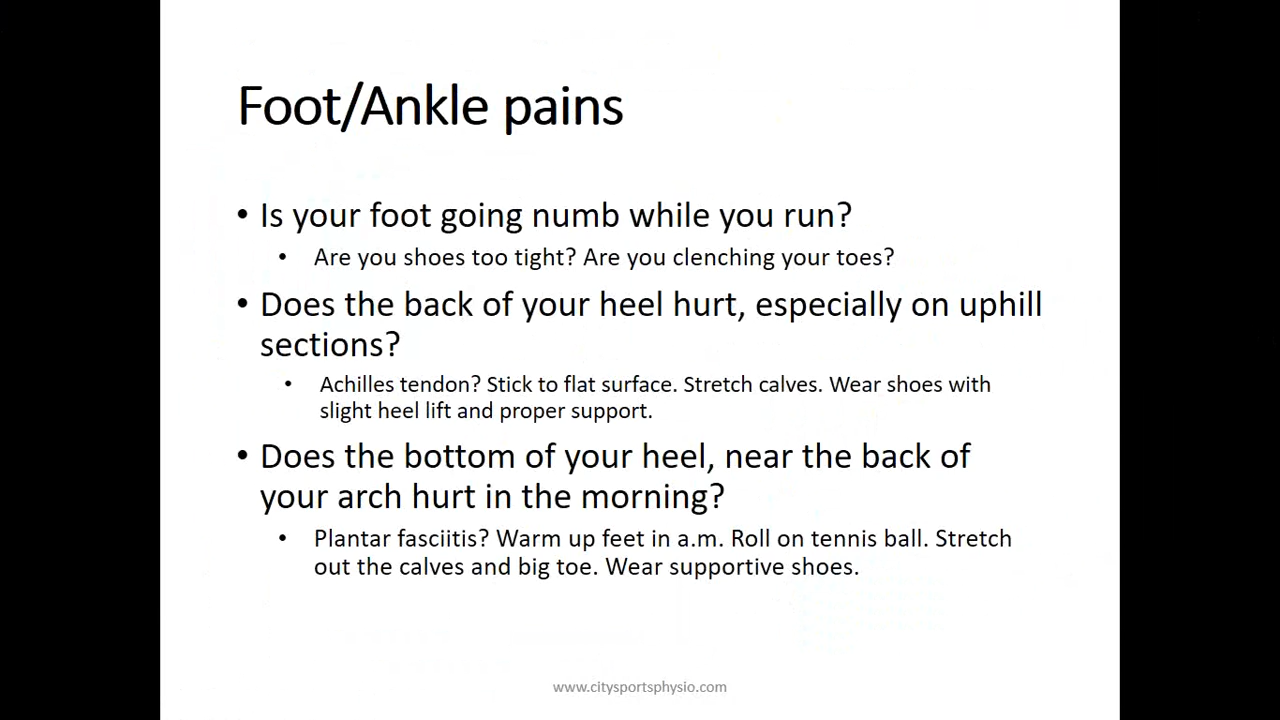 Foot/Ankle pains
• Is your foot going numb while you run?
• Are you shoes too tight? Are you clenching your toes?
• Does the back of your heel hurt, especially on uphill
sections?
• Achilles tendon? Stick to flat surface. Stretch calves. Wear shoes with
slight heel lift and proper support.
• Does the bottom of your heel, near the back of
your arch hurt in the morning?
• Plantar fasciitis? Warm up feet in a.m. Roll on tennis ball. Stretch
out the calves and big toe. Wear supportive shoes.
www.citysportsphysio.com